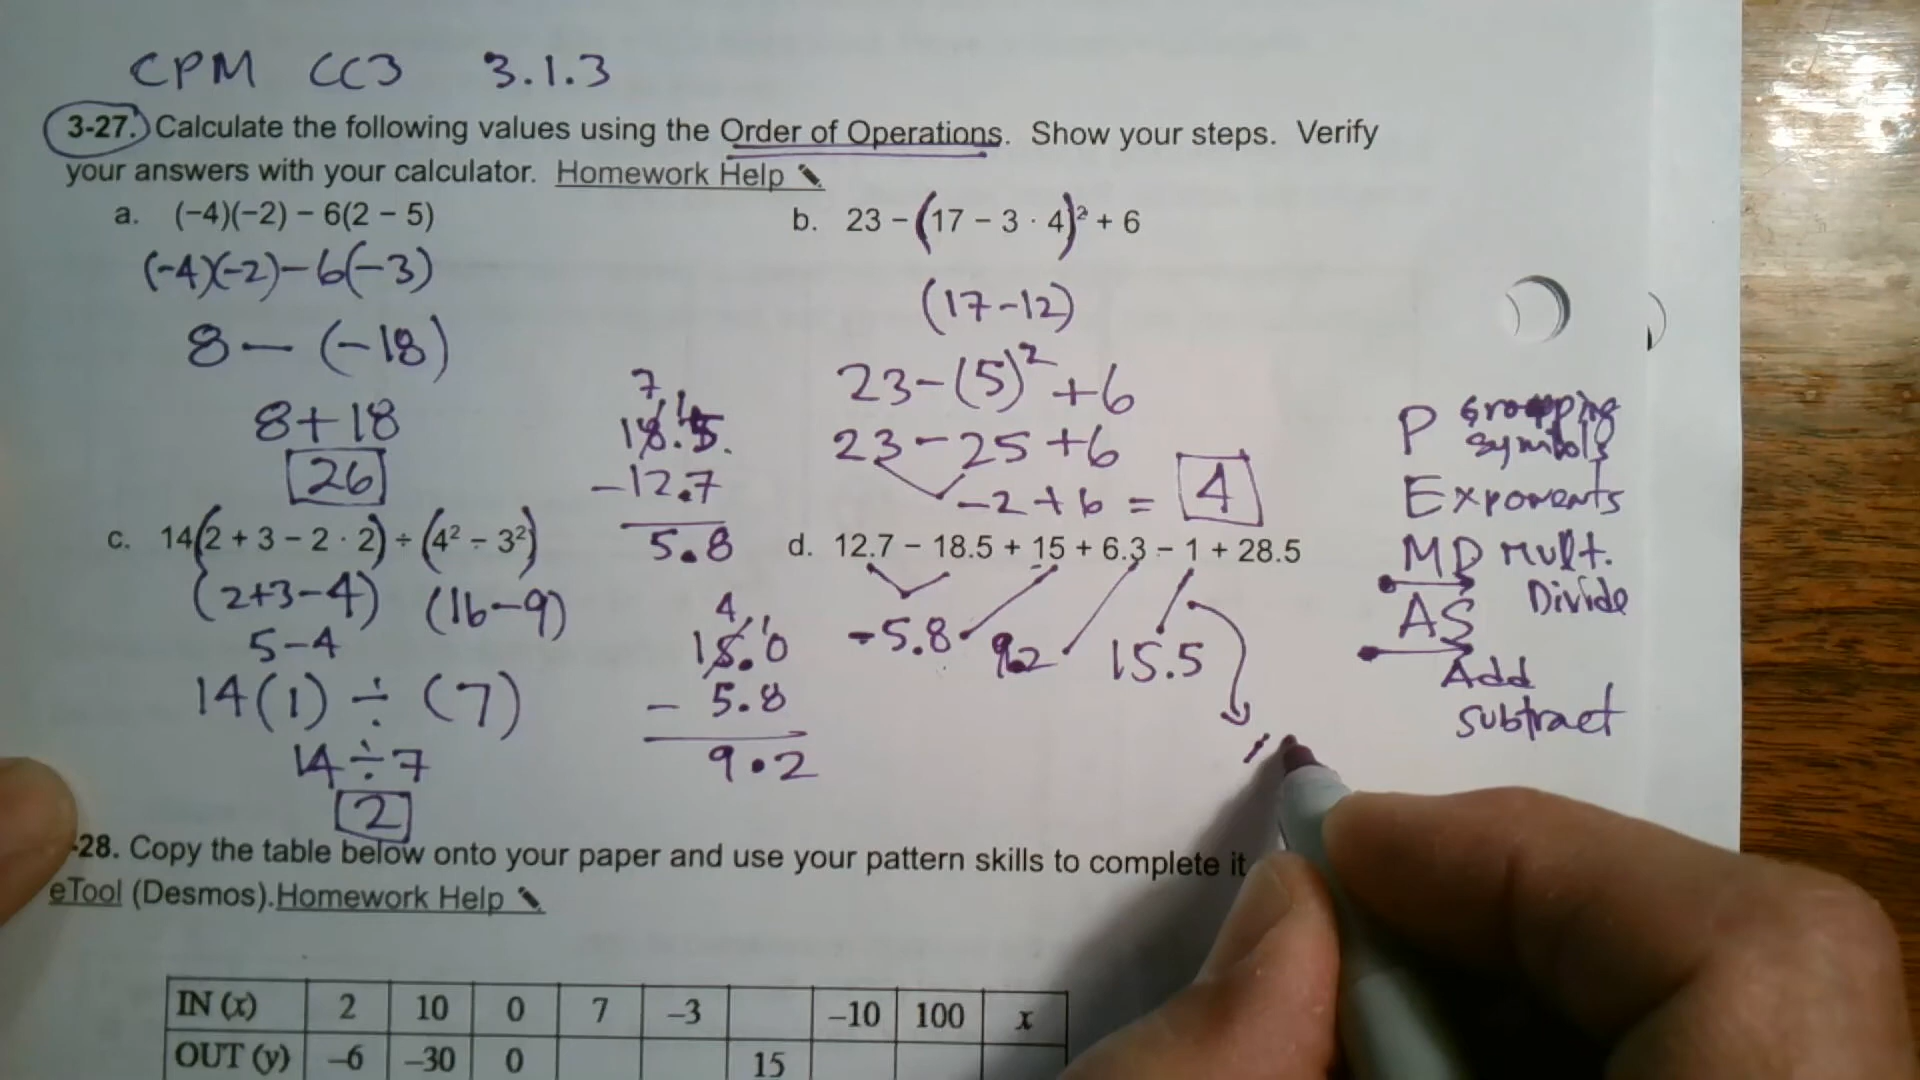 CPM CC3 3.1.3
3-27. Calculate the following values using the Order of Operations. Show your steps. Verify
your answers with your calculator. Homework Help
a. (−4)(−2) − 6(2 − 5)
(-4)(-2)-6(-3)
8 - (-18)
8+18
26
b. 23 − (17 − 3 · 4)² + 6
(17-12)
23-(5)²+6
23-25+6
-2+6 = 4
7 1
18.5
-12.7
5.8
c. 14(2 + 3 − 2 · 2) ÷ (4² − 3²)
(2+3-4) (16-9)
5-4
14(1) ÷ (7)
14÷7
2
4 1
15.0
- 5.8
9.2
d. 12.7 − 18.5 + 15 + 6.3 − 1 + 28.5
-5.8 9.2 15.5
P Grouping
symbols
Exponents
MD Mult.
Divide
AS
Add
subtract
-28. Copy the table below onto your paper and use your pattern skills to complete it
eTool (Desmos). Homework Help
IN (x) 2 10 0 7 −3 −10 100 x
OUT (y) −6 −30 0 15